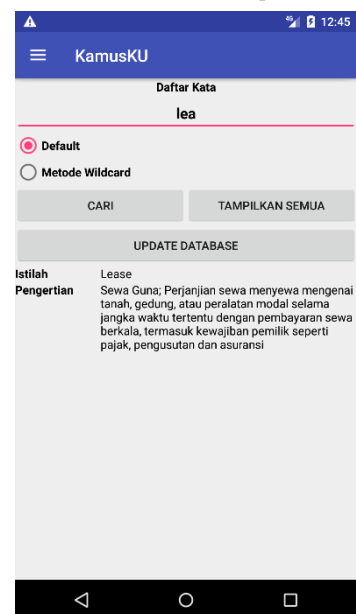 12:45
KamusKU
Daftar Kata
lea
Default
Metode Wildcard
CARI TAMPILKAN SEMUA
UPDATE DATABASE
Istilah Lease
Pengertian Sewa Guna; Perjanjian sewa menyewa mengenai
tanah, gedung, atau peralatan modal selama
jangka waktu tertentu dengan pembayaran sewa
berkala, termasuk kewajiban pemilik seperti
pajak, pengusutan dan asuransi